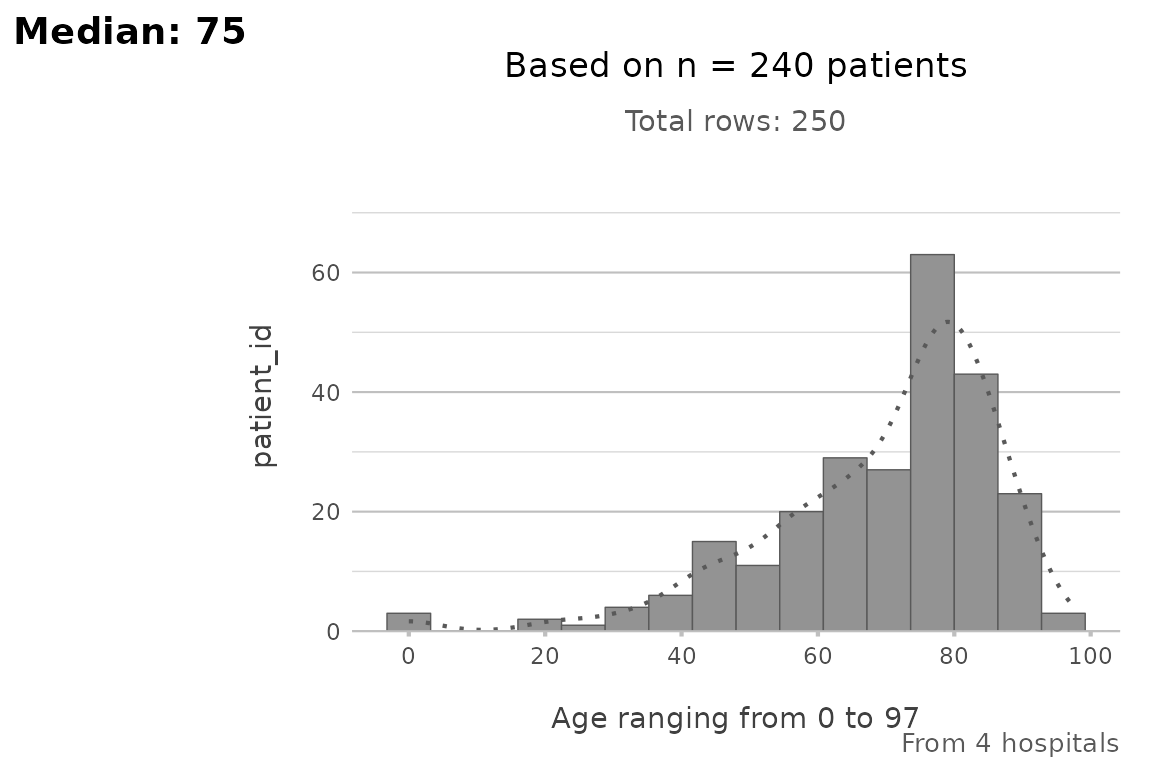 Median: 75
Based on n = 240 patients
Total rows: 250
patient_id
60
40
20
0
0 20 40 60 80 100
Age ranging from 0 to 97
From 4 hospitals